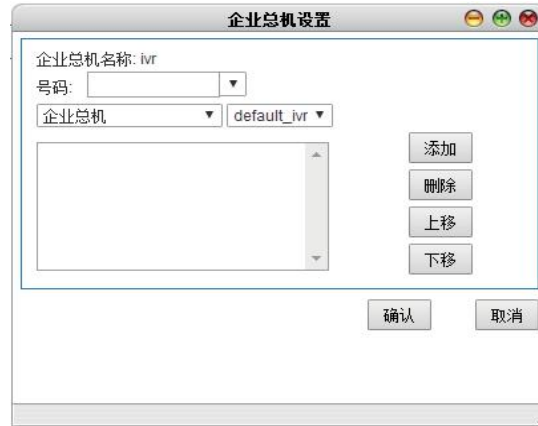 企业总机设置
企业总机名称: ivr
号码:
企业总机 default_ivr
添加
删除
上移
下移
确认 取消